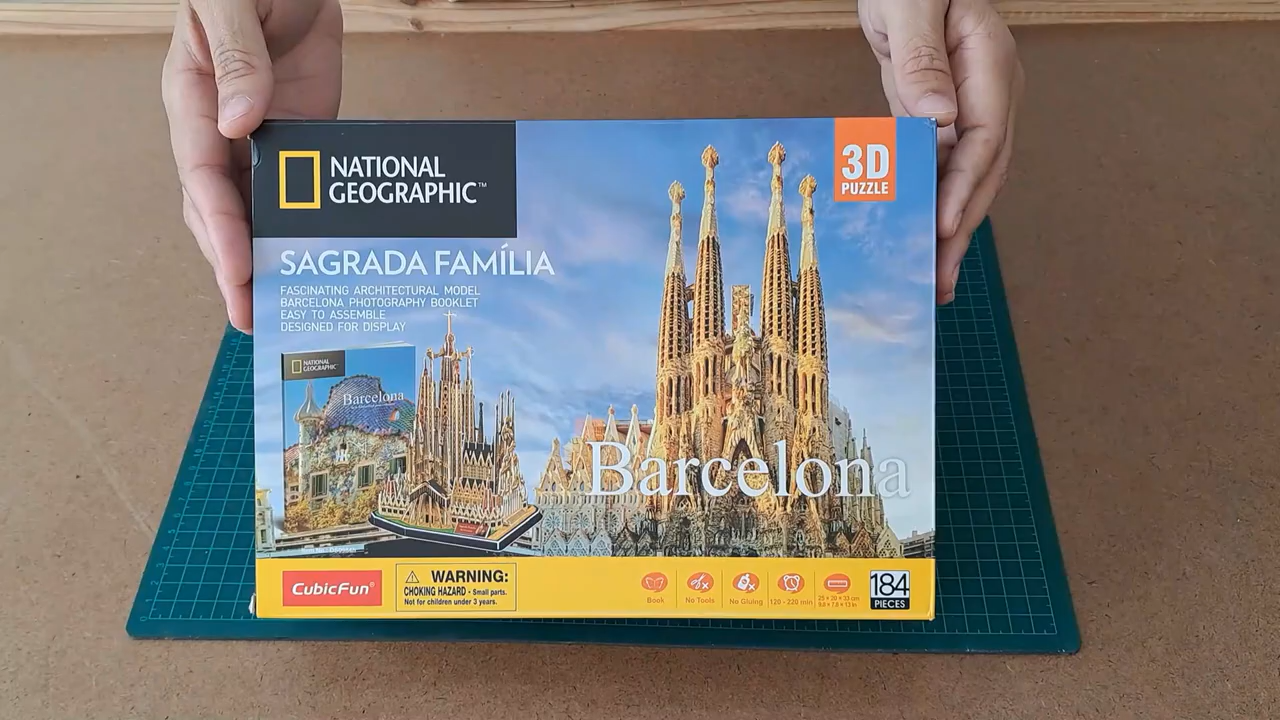 NATIONAL
GEOGRAPHIC™
3D
PUZZLE
SAGRADA FAMÍLIA
FASCINATING ARCHITECTURAL MODEL
BARCELONA PHOTOGRAPHY BOOKLET
EASY TO ASSEMBLE
DESIGNED FOR DISPLAY
NATIONAL
GEOGRAPHIC
Barcelona
Barcelona
CubicFun®
WARNING:
CHOKING HAZARD - Small parts.
Not for children under 3 years.
Book
No Tools
No Gluing
120 - 220 min
184
PIECES